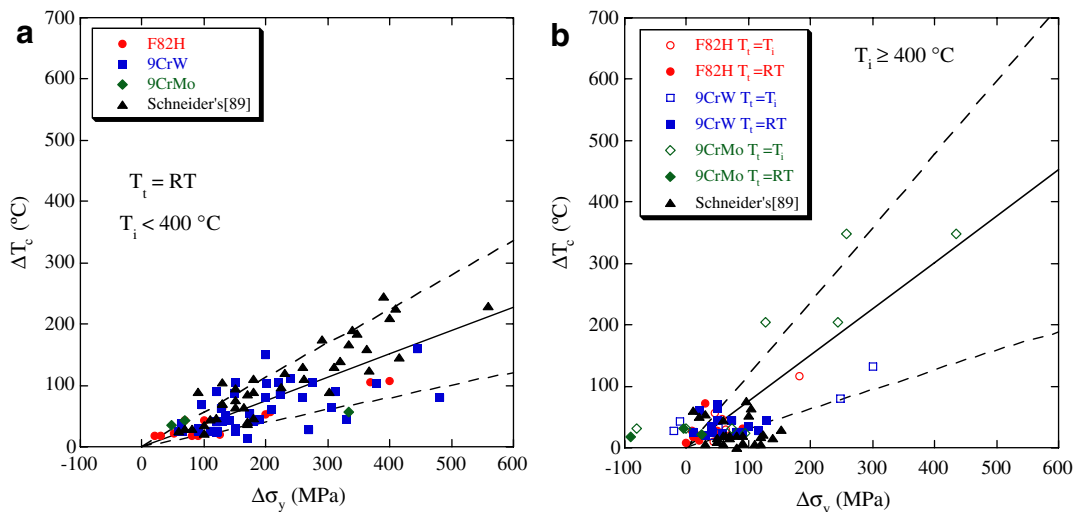 a
700
600
500
400
300
200
100
0
-100 0 100 200 300 400 500 600
ΔT_c (ºC)
Δσ_y (MPa)
F82H
9CrW
9CrMo
Schneider's[89]
T_t = RT
T_i < 400 °C
b
700
600
500
400
300
200
100
0
-100 0 100 200 300 400 500 600
ΔT_c (ºC)
Δσ_y (MPa)
F82H T_t=T_i
F82H T_t=RT
9CrW T_t=T_i
9CrW T_t=RT
9CrMo T_t=T_i
9CrMo T_t=RT
Schneider's[89]
T_i ≥ 400 °C